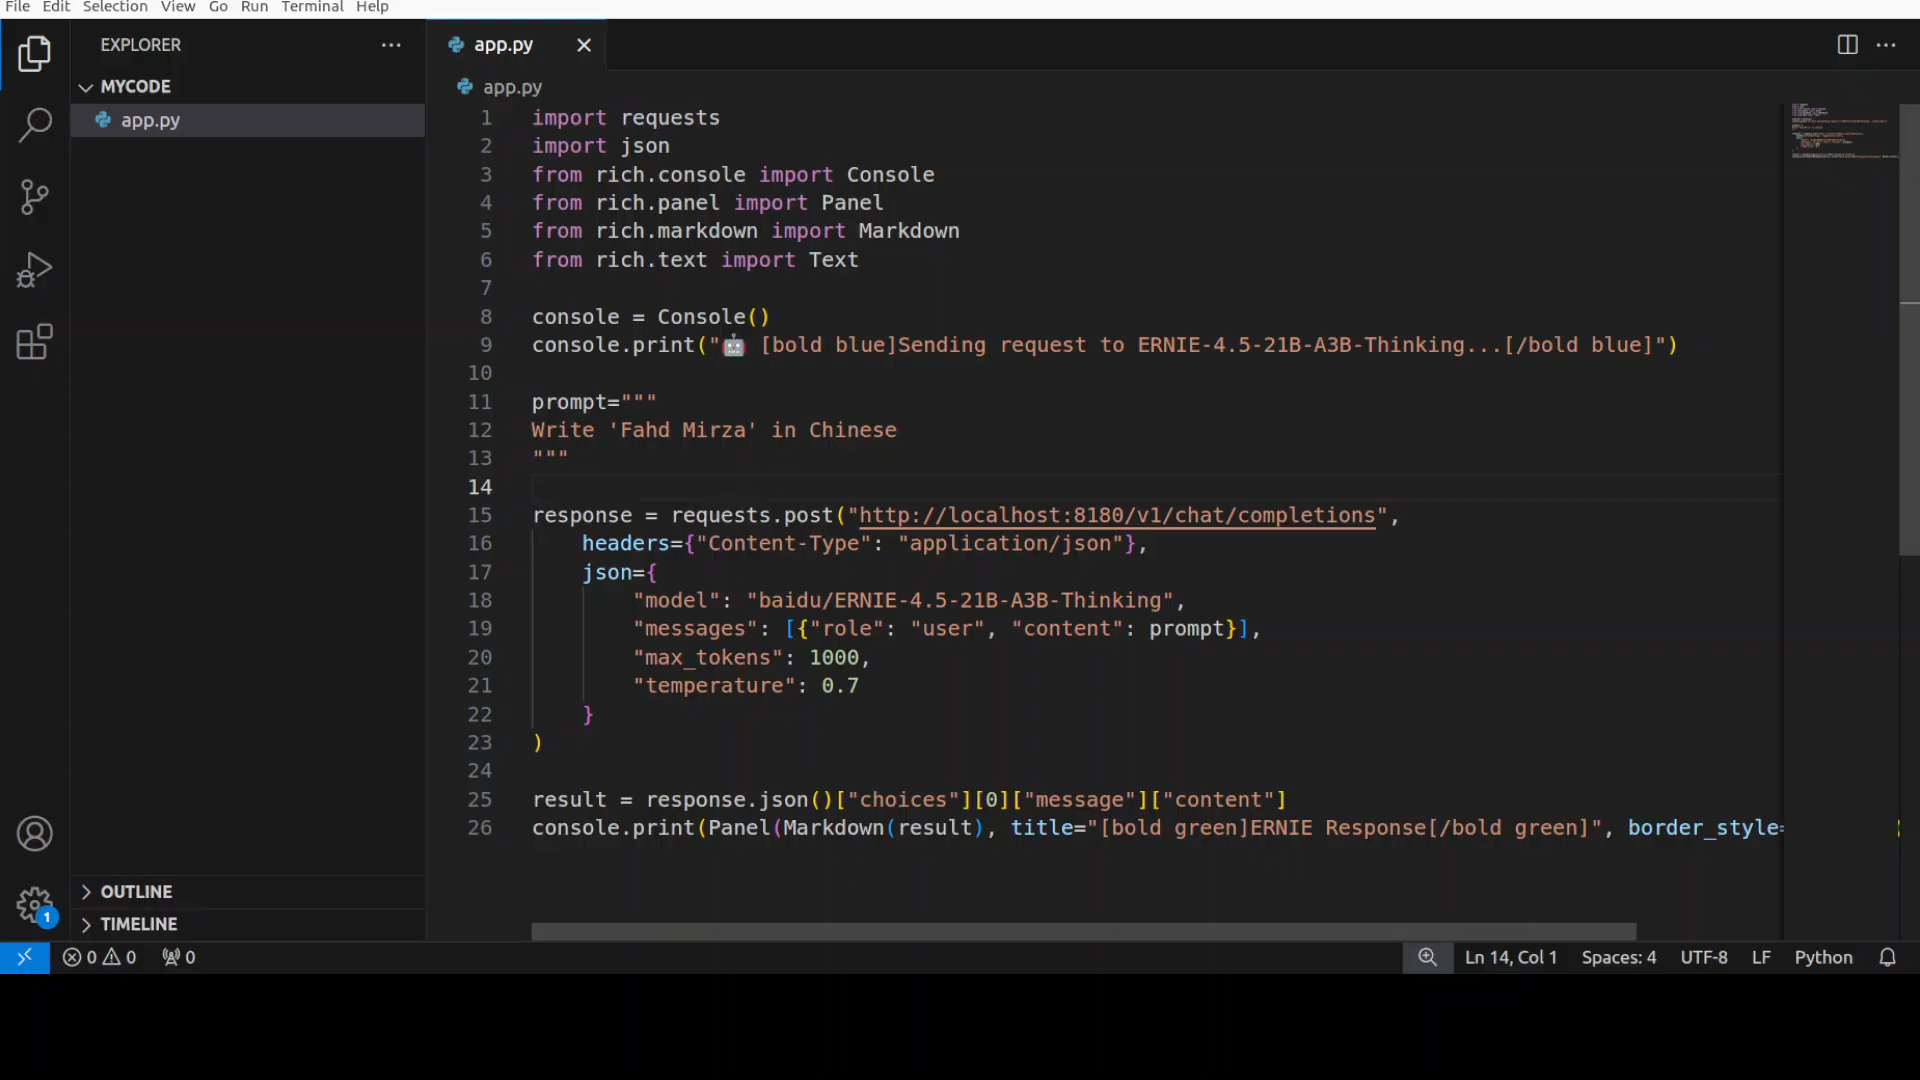 File Edit Selection View Go Run Terminal Help
EXPLORER
MYCODE
app.py
app.py
app.py
1 import requests
2 import json
3 from rich.console import Console
4 from rich.panel import Panel
5 from rich.markdown import Markdown
6 from rich.text import Text
7
8 console = Console()
9 console.print("🤖 [bold blue]Sending request to ERNIE-4.5-21B-A3B-Thinking...[/bold blue]")
10
11 prompt="""
12 Write 'Fahd Mirza' in Chinese
13 """
14
15 response = requests.post("http://localhost:8180/v1/chat/completions",
16     headers={"Content-Type": "application/json"},
17     json={
18         "model": "baidu/ERNIE-4.5-21B-A3B-Thinking",
19         "messages": [{"role": "user", "content": prompt}],
20         "max_tokens": 1000,
21         "temperature": 0.7
22     }
23 )
24
25 result = response.json()["choices"][0]["message"]["content"]
26 console.print(Panel(Markdown(result), title="[bold green]ERNIE Response[/bold green]", border_style=
OUTLINE
1
TIMELINE
0 0 0 Ln 14, Col 1 Spaces: 4 UTF-8 LF Python